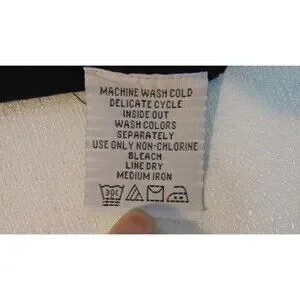 MACHINE WASH COLD
DELICATE CYCLE
INSIDE OUT
WASH COLORS
SEPARATELY
USE ONLY NON-CHLORINE
BLEACH
LINE DRY
MEDIUM IRON
30C